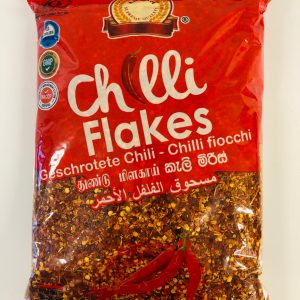 Chilli
Flakes
Geschrotete Chili - Chilli fiocchi
துண்டு மிளகாய் කෑලි මිරිස්
مسحوق الفلفل الأحمر